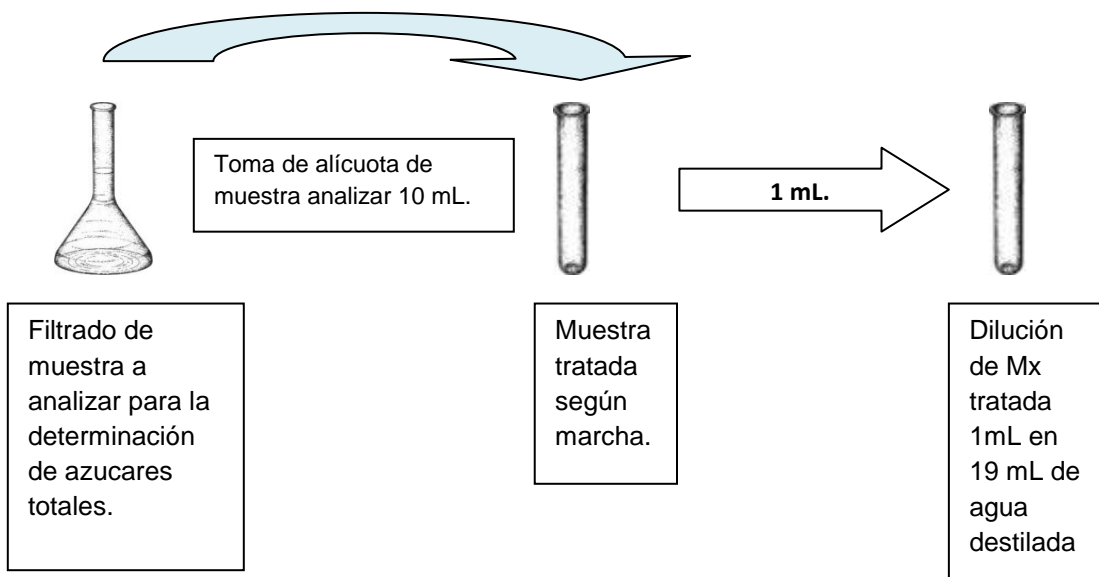 Toma de alícuota de
muestra analizar 10 mL.
1 mL.
Filtrado de
muestra a
analizar para la
determinación
de azucares
totales.
Muestra
tratada
según
marcha.
Dilución
de Mx
tratada
1mL en
19 mL de
agua
destilada